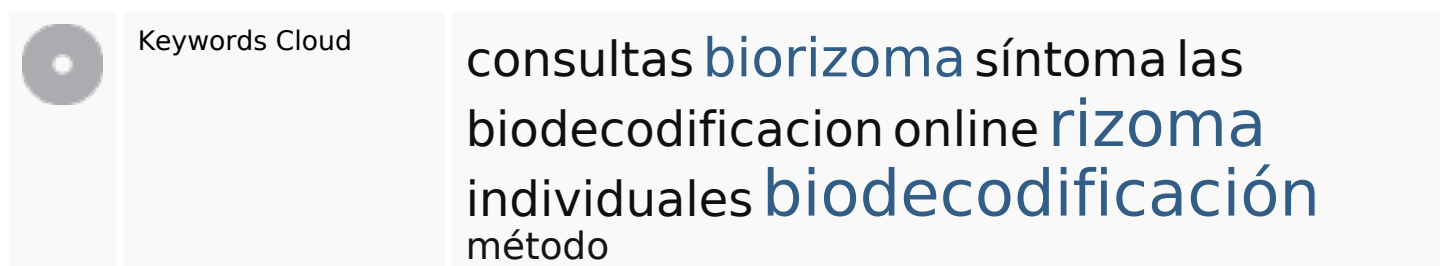 Keywords Cloud
consultas biorizoma síntoma las
biodecodificacion online rizoma
individuales biodecodificación
método